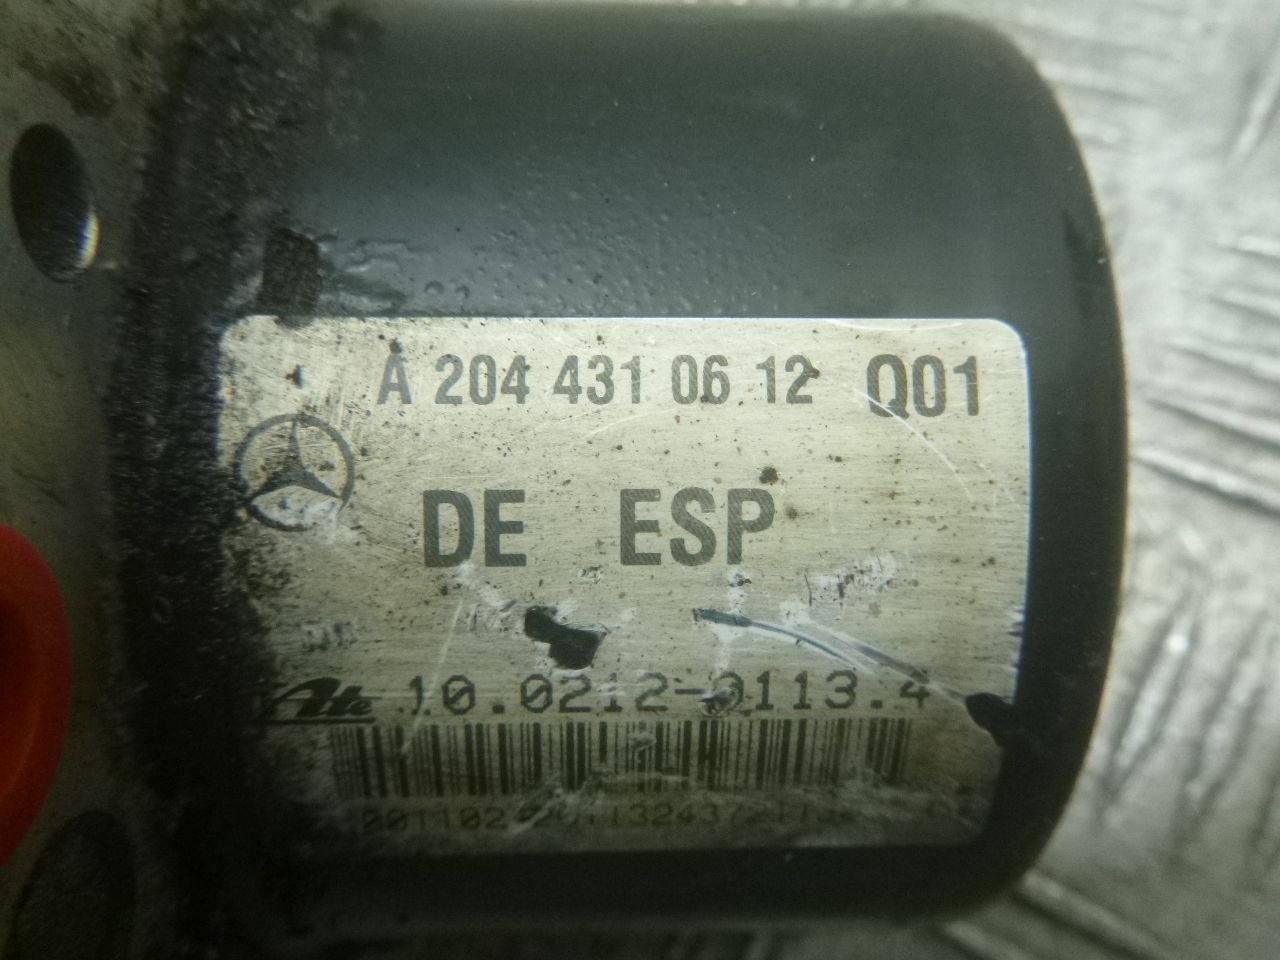 A 204 431 06 12 Q01
DE ESP
Ate 10.0212-0113.4